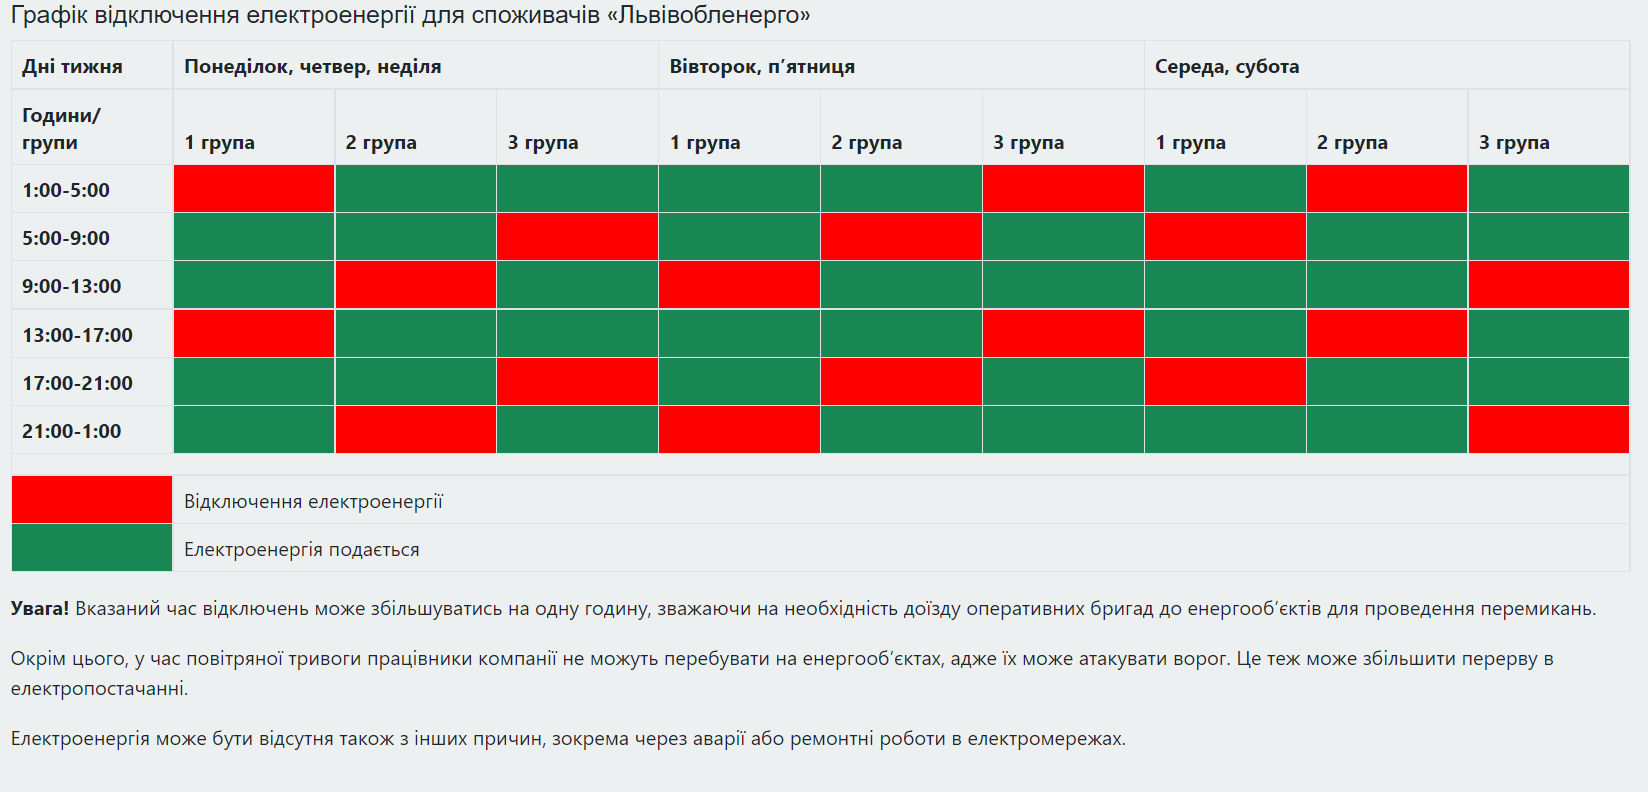 Графік відключення електроенергії для споживачів «Львівобленерго»
Дні тижня Понеділок, четвер, неділя Вівторок, п’ятниця Середа, субота
Години/
групи 1 група 2 група 3 група 1 група 2 група 3 група 1 група 2 група 3 група
1:00-5:00
5:00-9:00
9:00-13:00
13:00-17:00
17:00-21:00
21:00-1:00
Відключення електроенергії
Електроенергія подається
Увага! Вказаний час відключень може збільшуватись на одну годину, зважаючи на необхідність доїзду оперативних бригад до енергооб’єктів для проведення перемикань.
Окрім цього, у час повітряної тривоги працівники компанії не можуть перебувати на енергооб’єктах, адже їх може атакувати ворог. Це теж може збільшити перерву в
електропостачанні.
Електроенергія може бути відсутня також з інших причин, зокрема через аварії або ремонтні роботи в електромережах.